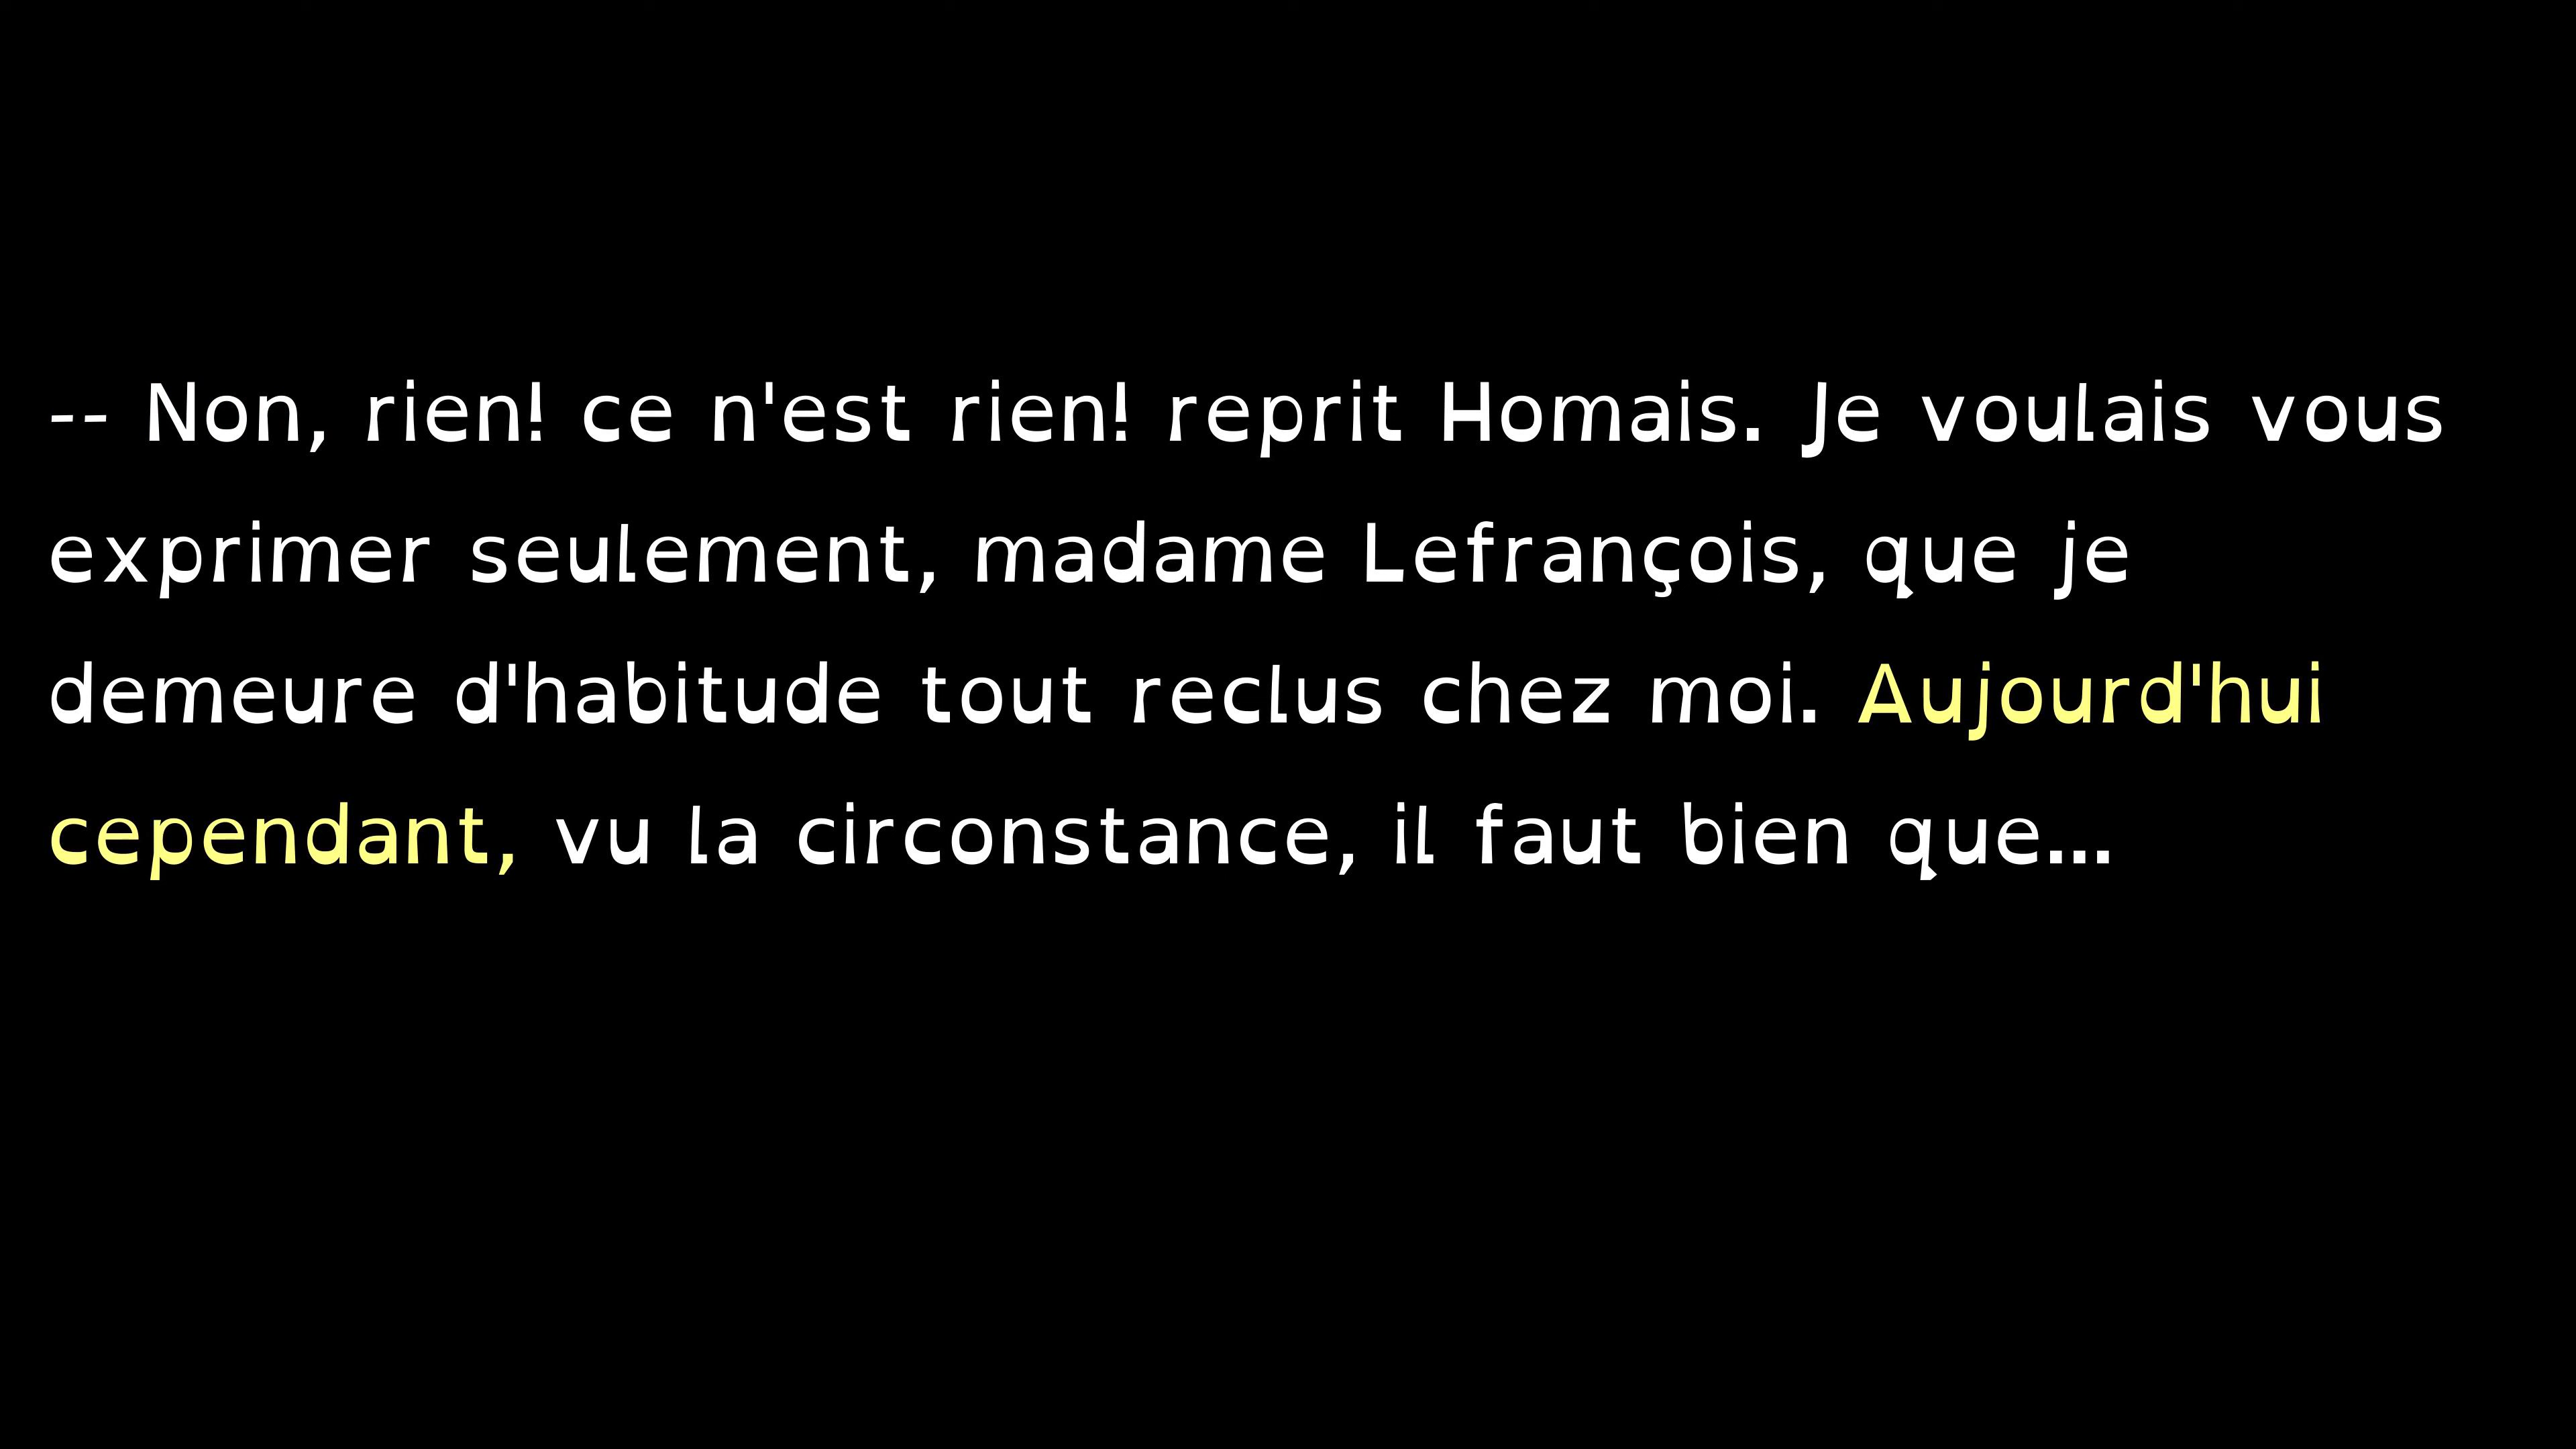 -- Non, rien! ce n'est rien! reprit Homais. Je voulais vous
exprimer seulement, madame Lefrançois, que je
demeure d'habitude tout reclus chez moi. Aujourd'hui
cependant, vu la circonstance, il faut bien que...